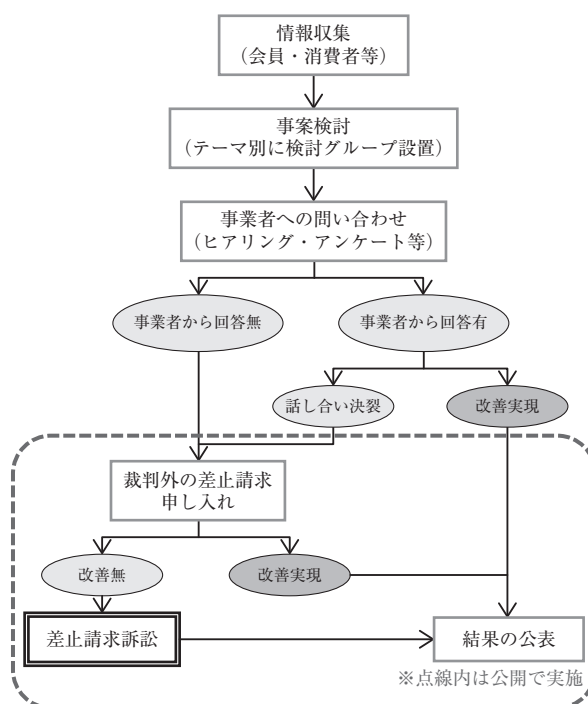 情報収集
（会員・消費者等）
事案検討
（テーマ別に検討グループ設置）
事業者への問い合わせ
（ヒアリング・アンケート等）
事業者から回答無
事業者から回答有
話し合い決裂
改善実現
裁判外の差止請求
申し入れ
改善無
改善実現
差止請求訴訟
結果の公表
※点線内は公開で実施